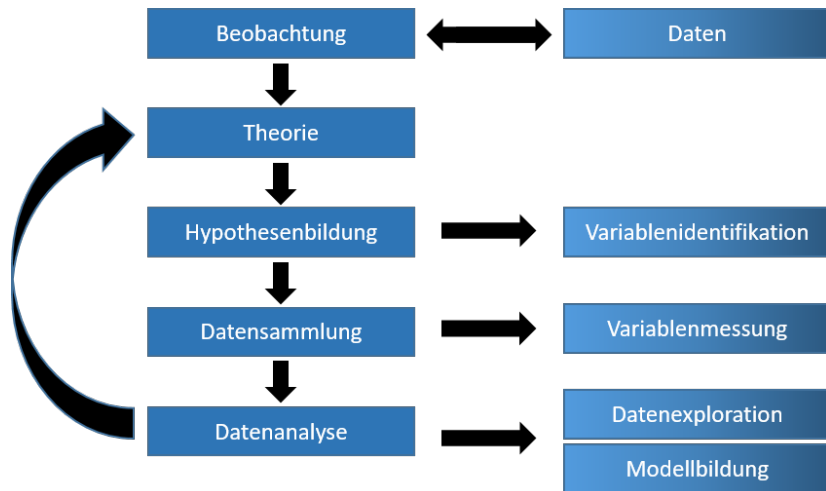 Beobachtung
Daten
Theorie
Hypothesenbildung
Variablenidentifikation
Datensammlung
Variablenmessung
Datenanalyse
Datenexploration
Modellbildung